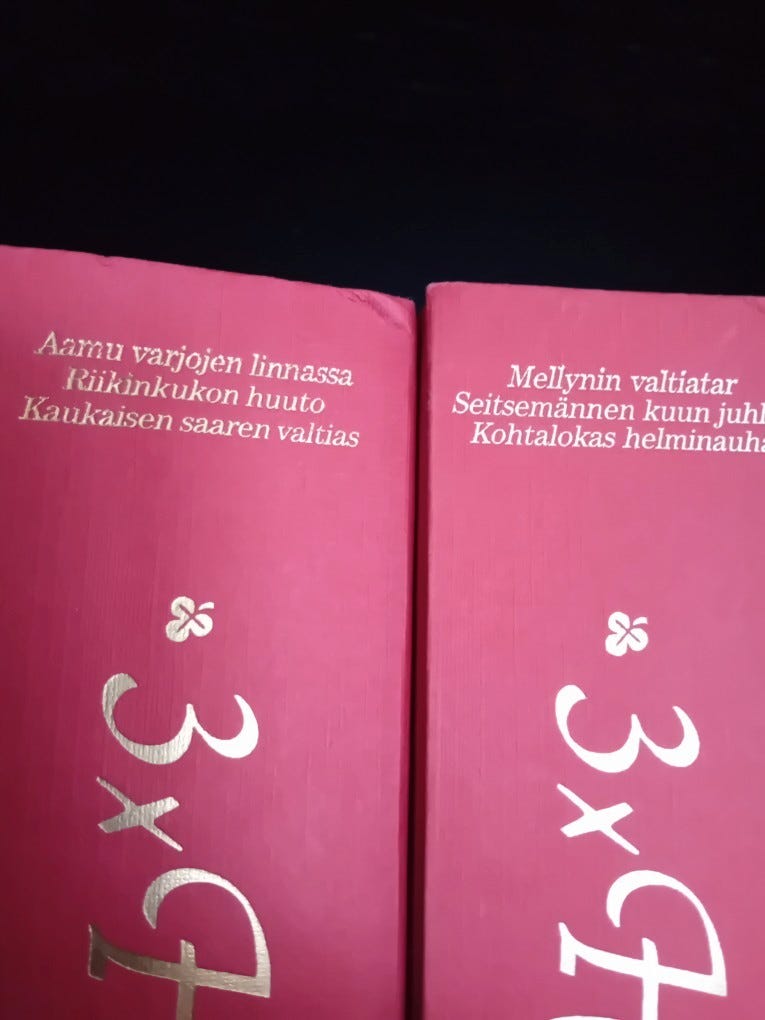 Aamu varjojen linnassa
Riikinkukon huuto
Kaukaisen saaren valtias
3x
Mellynin valtiatar
Seitsemännen kuun
Kohtalokas helminauha
3x